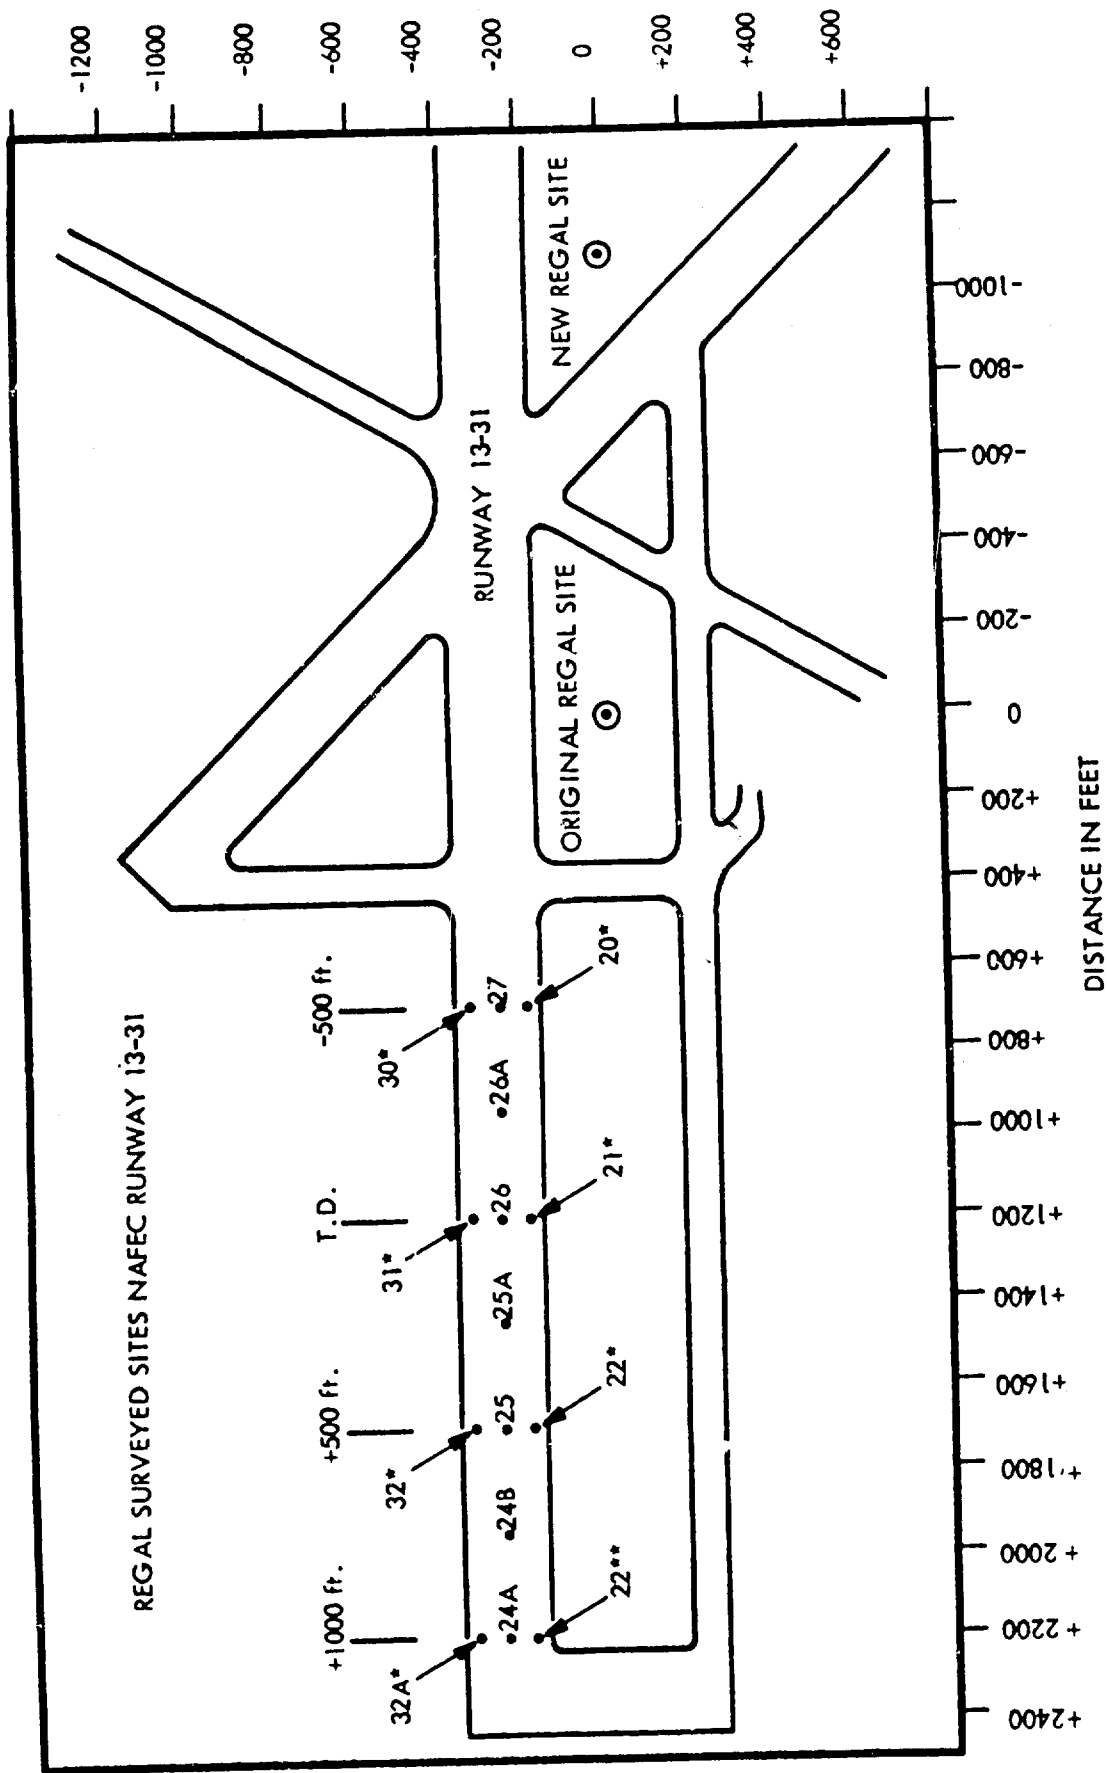 REGAL SURVEYED SITES NAFEC RUNWAY 13-31
+1000 ft.
+500 ft.
T.D.
-500 ft.
32A*
32*
31*
30*
24A
24B
25
25A
26
26A
27
22**
22*
21*
20*
ORIGINAL REGAL SITE
RUNWAY 13-31
NEW REGAL SITE
-1200
-1000
-800
-600
-400
-200
0
+200
+400
+600
+2400
+2200
+2000
+1800
+1600
+1400
+1200
+1000
+800
+600
+400
+200
0
-200
-400
-600
-800
-1000
DISTANCE IN FEET